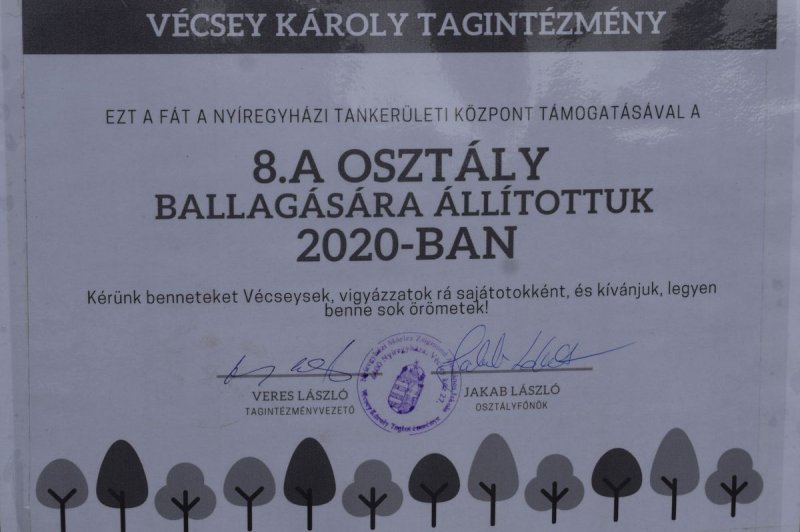 VÉCSEY KÁROLY TAGINTÉZMÉNY
EZT A FÁT A NYÍREGYHÁZI TANKERÜLETI KÖZPONT TÁMOGATÁSÁVAL A
8.A OSZTÁLY
BALLAGÁSÁRA ÁLLÍTOTTUK
2020-BAN
Kérünk benneteket Vécseysek, vigyázzatok rá sajátotokként, és kívánjuk, legyen
benne sok örömetek!
VERES LÁSZLÓ
TAGINTÉZMÉNYVEZETŐ
JAKAB LÁSZLÓ
OSZTÁLYFŐNÖK